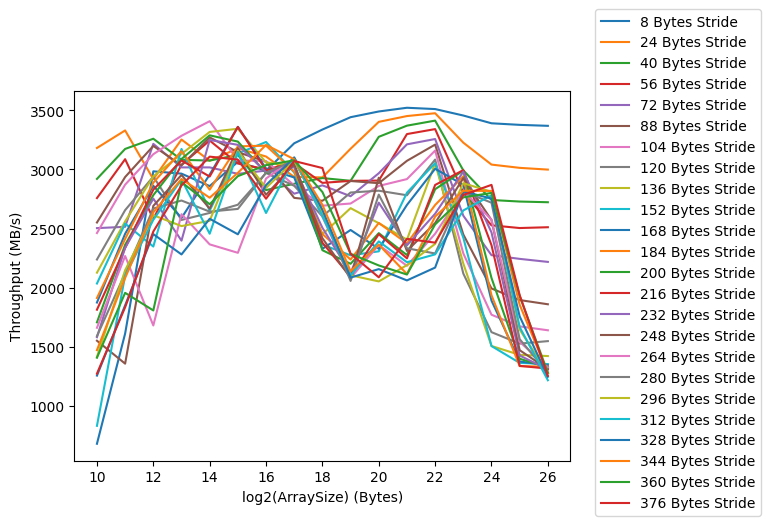 8 Bytes Stride
24 Bytes Stride
40 Bytes Stride
56 Bytes Stride
72 Bytes Stride
88 Bytes Stride
104 Bytes Stride
120 Bytes Stride
136 Bytes Stride
152 Bytes Stride
168 Bytes Stride
184 Bytes Stride
200 Bytes Stride
216 Bytes Stride
232 Bytes Stride
248 Bytes Stride
264 Bytes Stride
280 Bytes Stride
296 Bytes Stride
312 Bytes Stride
328 Bytes Stride
344 Bytes Stride
360 Bytes Stride
376 Bytes Stride
Throughput (MB/s)
3500
3000
2500
2000
1500
1000
10 12 14 16 18 20 22 24 26
log2(ArraySize) (Bytes)